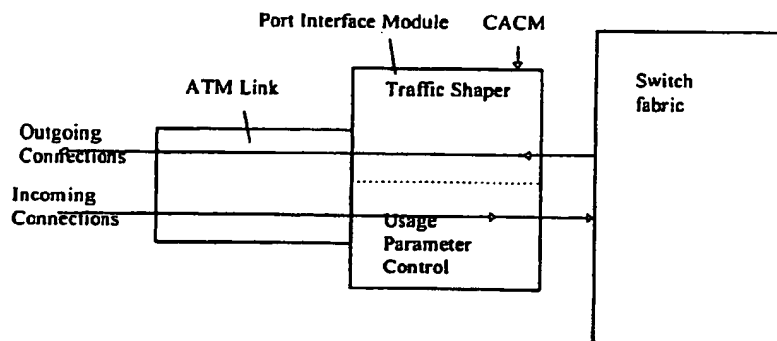 Port Interface Module
CACM
ATM Link
Traffic Shaper
Switch
fabric
Outgoing
Connections
Incoming
Connections
Usage
Parameter
Control